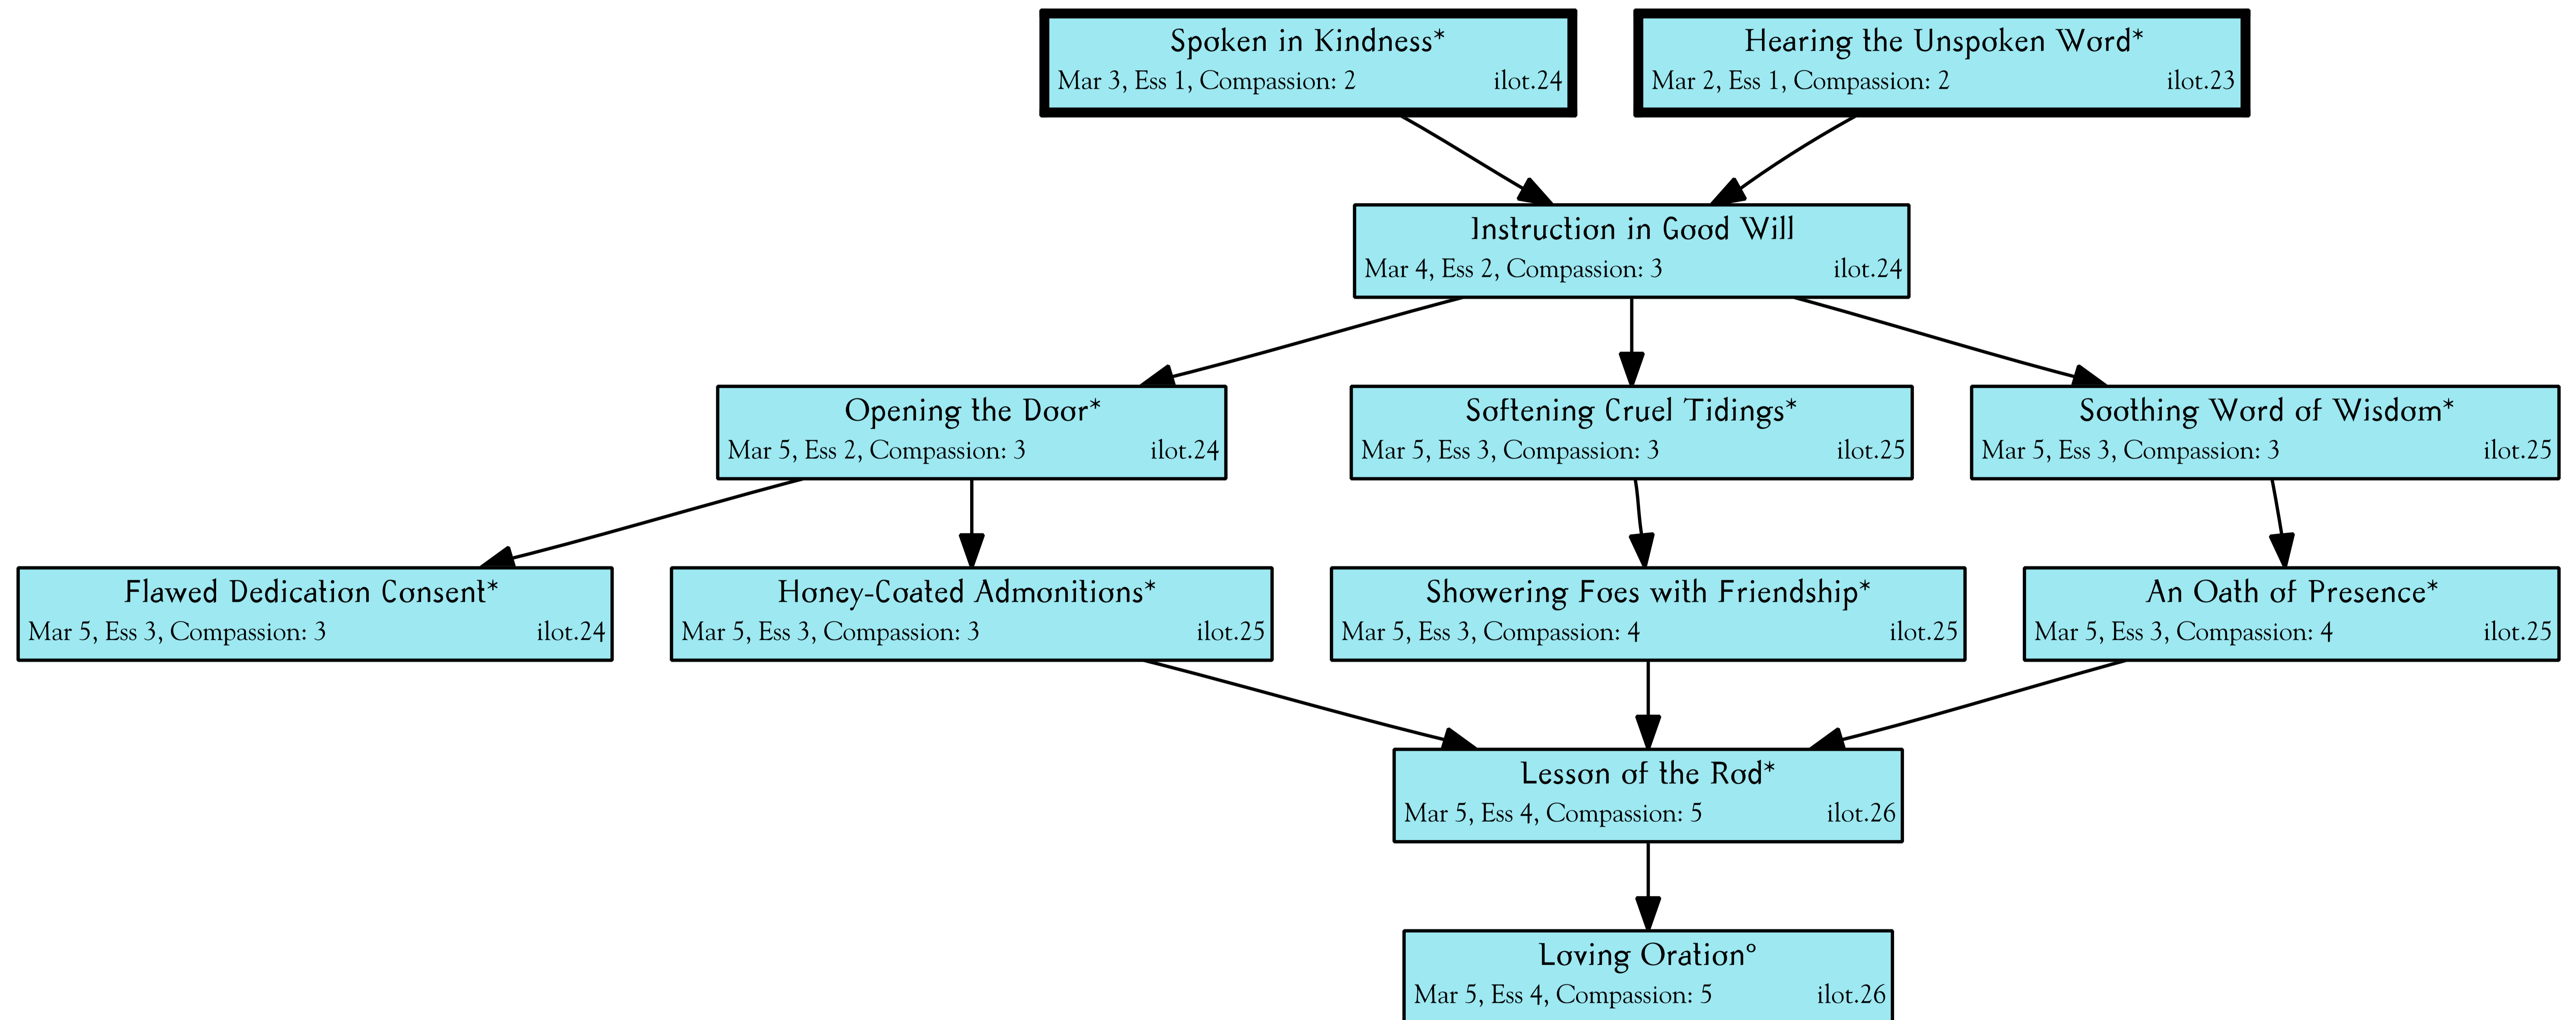 Spoken in Kindness*
Mar 3, Ess 1, Compassion: 2 ilot.24
Hearing the Unspoken Word*
Mar 2, Ess 1, Compassion: 2 ilot.23
Instruction in Good Will
Mar 4, Ess 2, Compassion: 3 ilot.24
Opening the Door*
Mar 5, Ess 2, Compassion: 3 ilot.24
Softening Cruel Tidings*
Mar 5, Ess 3, Compassion: 3 ilot.25
Soothing Word of Wisdom*
Mar 5, Ess 3, Compassion: 3 ilot.25
Flawed Dedication Consent*
Mar 5, Ess 3, Compassion: 3 ilot.24
Honey-Coated Admonitions*
Mar 5, Ess 3, Compassion: 3 ilot.25
Showering Foes with Friendship*
Mar 5, Ess 3, Compassion: 4 ilot.25
An Oath of Presence*
Mar 5, Ess 3, Compassion: 4 ilot.25
Lesson of the Rod*
Mar 5, Ess 4, Compassion: 5 ilot.26
Loving Oration°
Mar 5, Ess 4, Compassion: 5 ilot.26